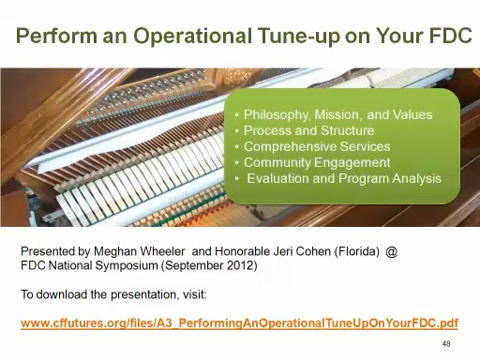 Perform an Operational Tune-up on Your FDC
• Philosophy, Mission, and Values
• Process and Structure
• Comprehensive Services
• Community Engagement
• Evaluation and Program Analysis
Presented by Meghan Wheeler and Honorable Jeri Cohen (Florida) @
FDC National Symposium (September 2012)
To download the presentation, visit:
www.cffutures.org/files/A3_PerformingAnOperationalTuneUpOnYourFDC.pdf
48